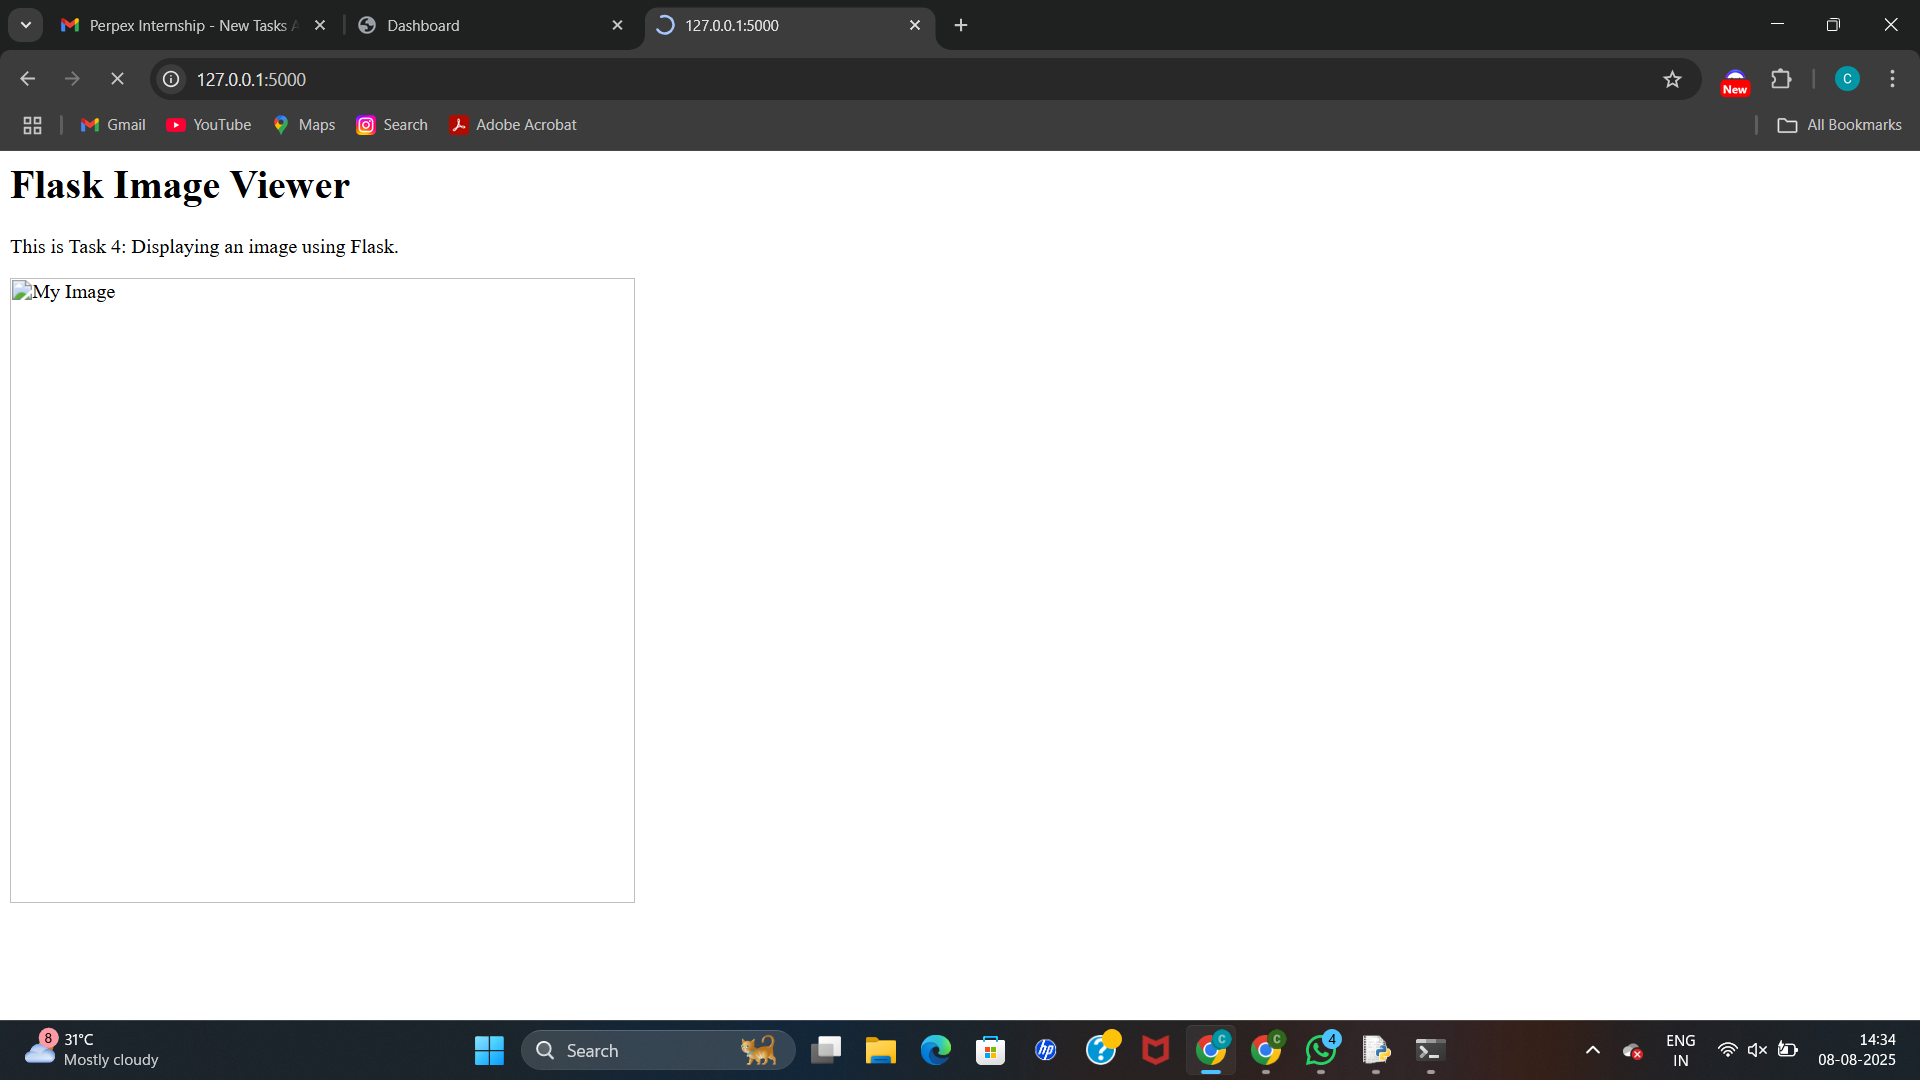 Perpex Internship - New Tasks A
Dashboard
127.0.0.1:5000
127.0.0.1:5000
New
C
Gmail
YouTube
Maps
Search
Adobe Acrobat
All Bookmarks
Flask Image Viewer
This is Task 4: Displaying an image using Flask.
My Image
8
31°C
Mostly cloudy
Search
hp
?
C
C
4
ENG
IN
14:34
08-08-2025